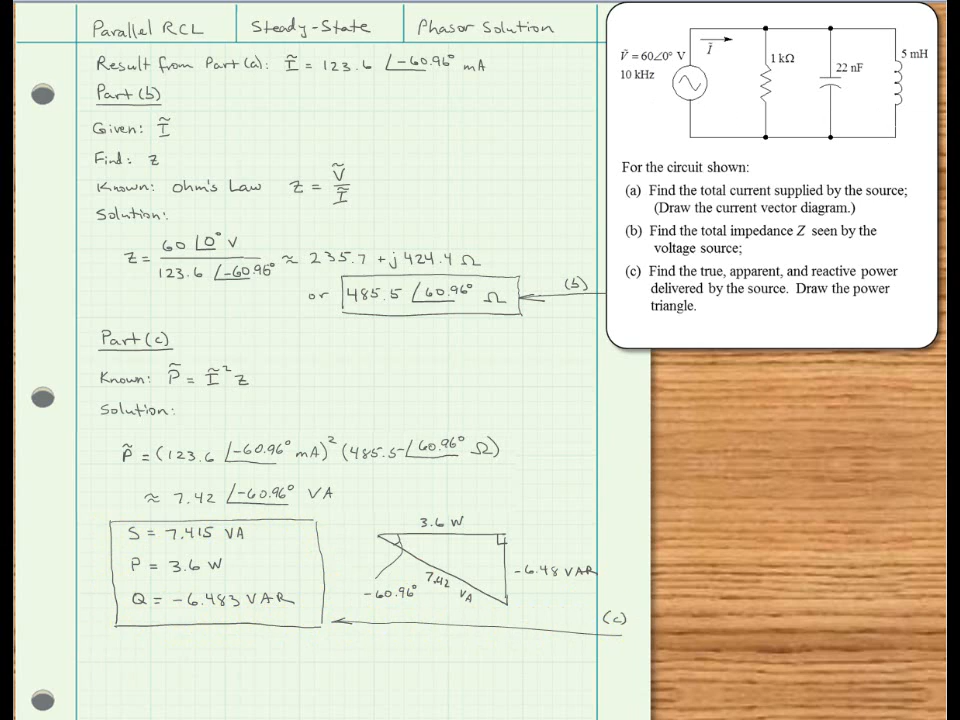 Parallel RCL Steady-State Phasor Solution
Result from Part(a): Ĩ = 123.6 ∠-60.96° mA
Part (b)
Given: Ĩ
Find: Z
Known: Ohm's Law Z = Ṽ / Ĩ
Solution:
Z = 60 ∠0° V / 123.6 ∠-60.96° ≈ 235.7 + j 424.4 Ω
or 485.5 ∠60.96° Ω (b)
Part (c)
Known: P̃ = Ĩ² Z
Solution:
P̃ = (123.6 ∠-60.96° mA)² (485.5 ∠60.96° Ω)
≈ 7.42 ∠-60.96° VA
S = 7.415 VA
P = 3.6 W
Q = -6.483 VAR
3.6 W
-6.48 VAR
7.42 VA
-60.96°
(c)
Ṽ = 60∠0° V
10 kHz
Ĩ
1 kΩ
22 nF
5 mH
For the circuit shown:
(a) Find the total current supplied by the source;
(Draw the current vector diagram.)
(b) Find the total impedance Z seen by the
voltage source;
(c) Find the true, apparent, and reactive power
delivered by the source. Draw the power
triangle.